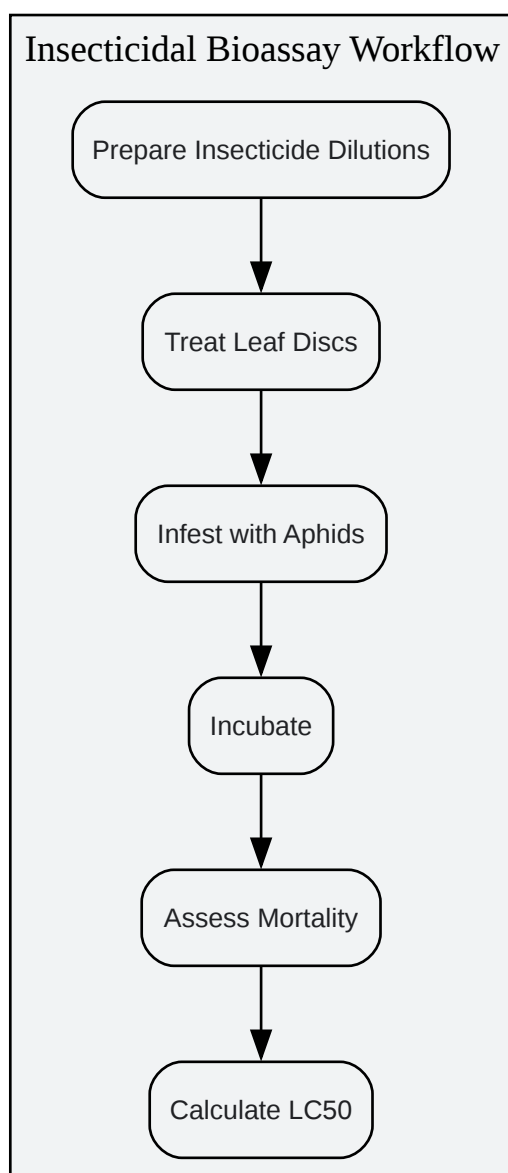 Insecticidal Bioassay Workflow
Prepare Insecticide Dilutions
Treat Leaf Discs
Infest with Aphids
Incubate
Assess Mortality
Calculate LC50